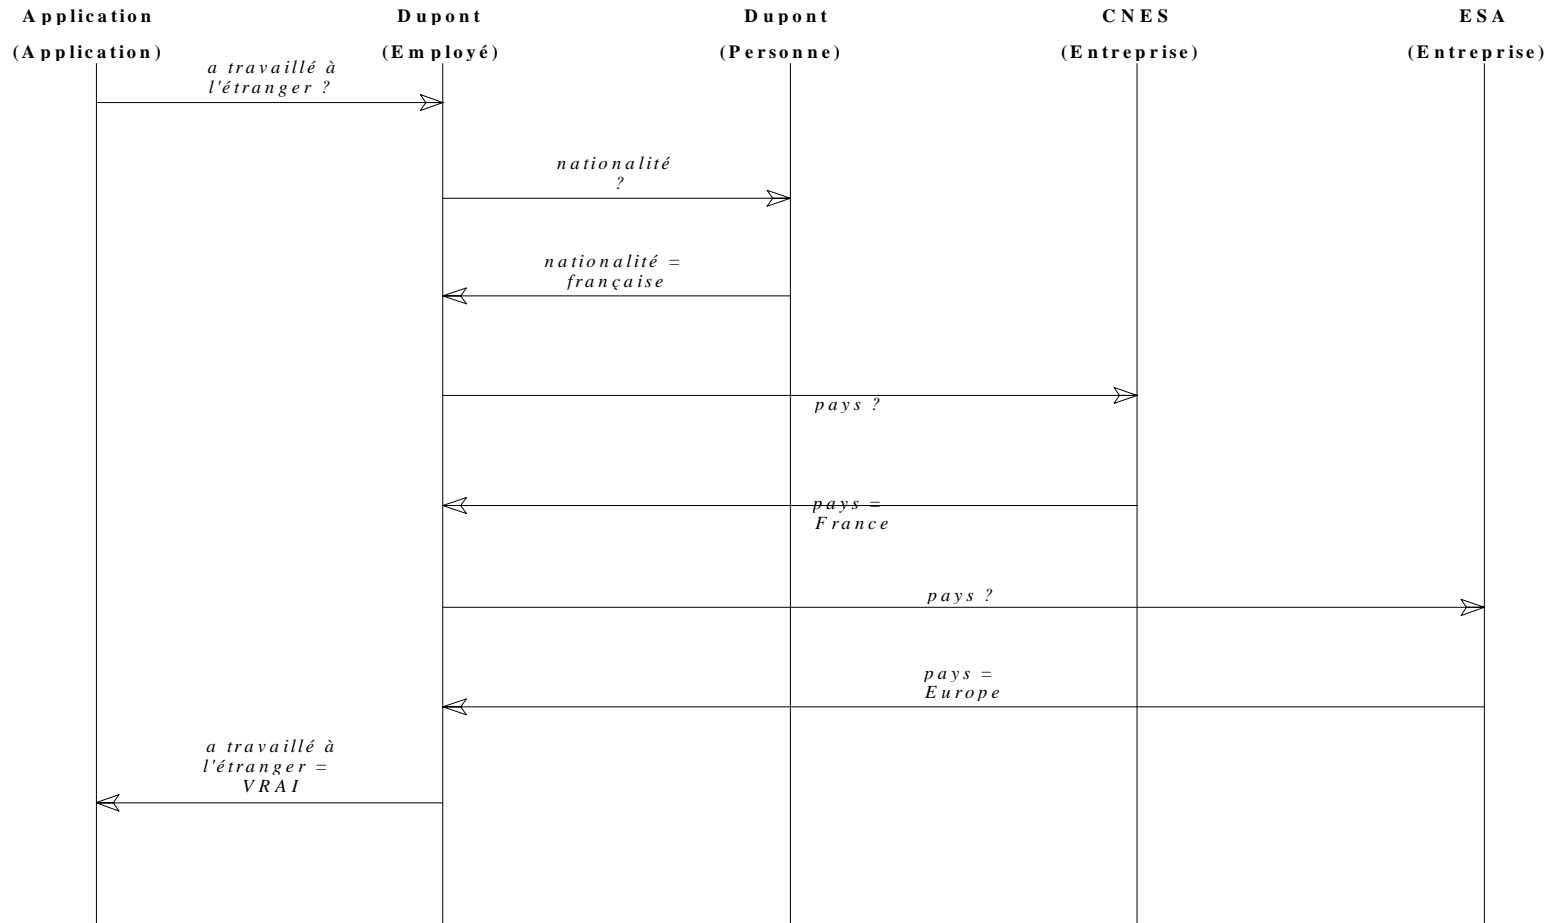 Application Dupont Dupont CNES ESA
(Application) (Employé) (Personne) (Entreprise) (Entreprise)
a travaillé à
l'étranger ?
nationalité
?
nationalité =
française
pays ?
pays =
France
pays ?
pays =
Europe
a travaillé à
l'étranger =
VRAI